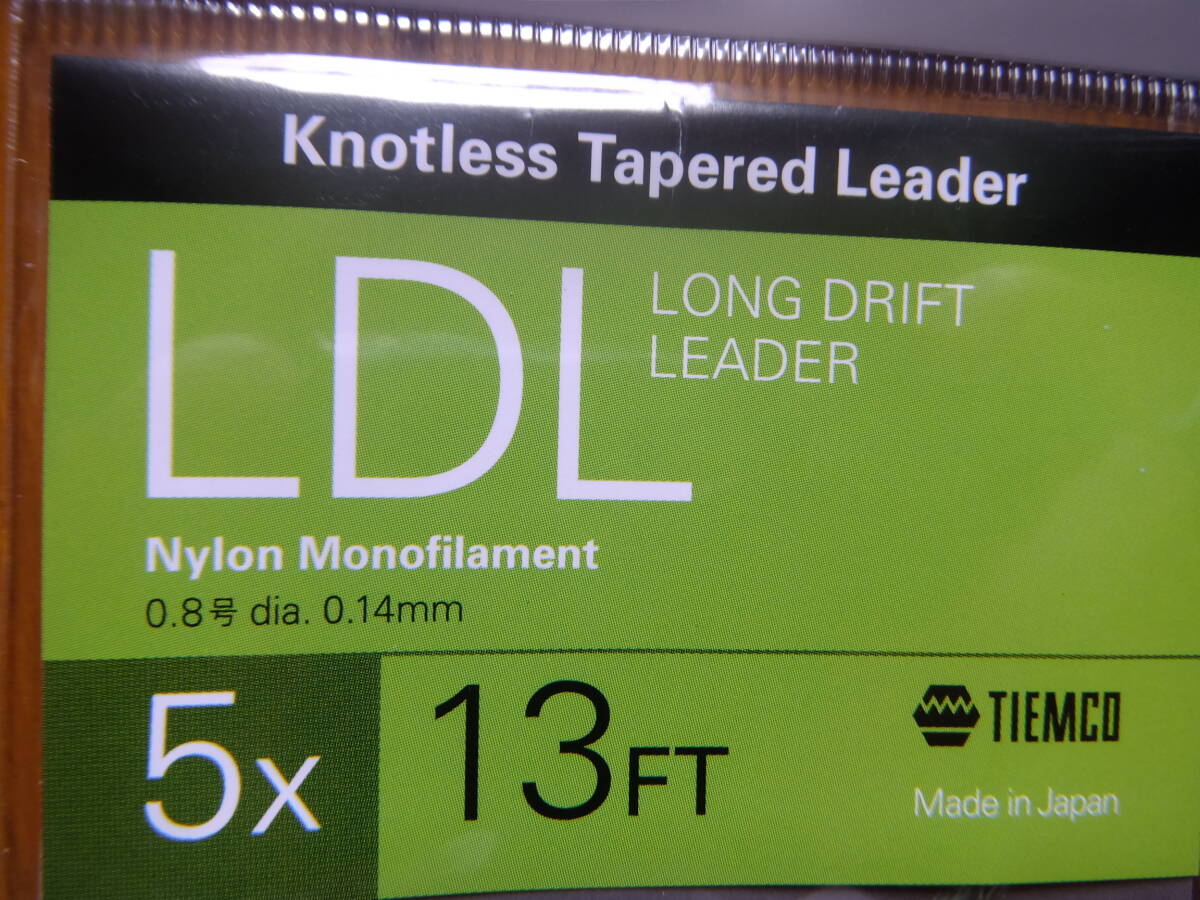 Knotless Tapered Leader
LDL
LONG DRIFT
LEADER
Nylon Monofilament
0.8号 dia. 0.14mm
5X
13FT
TIEMCO
Made in Japan